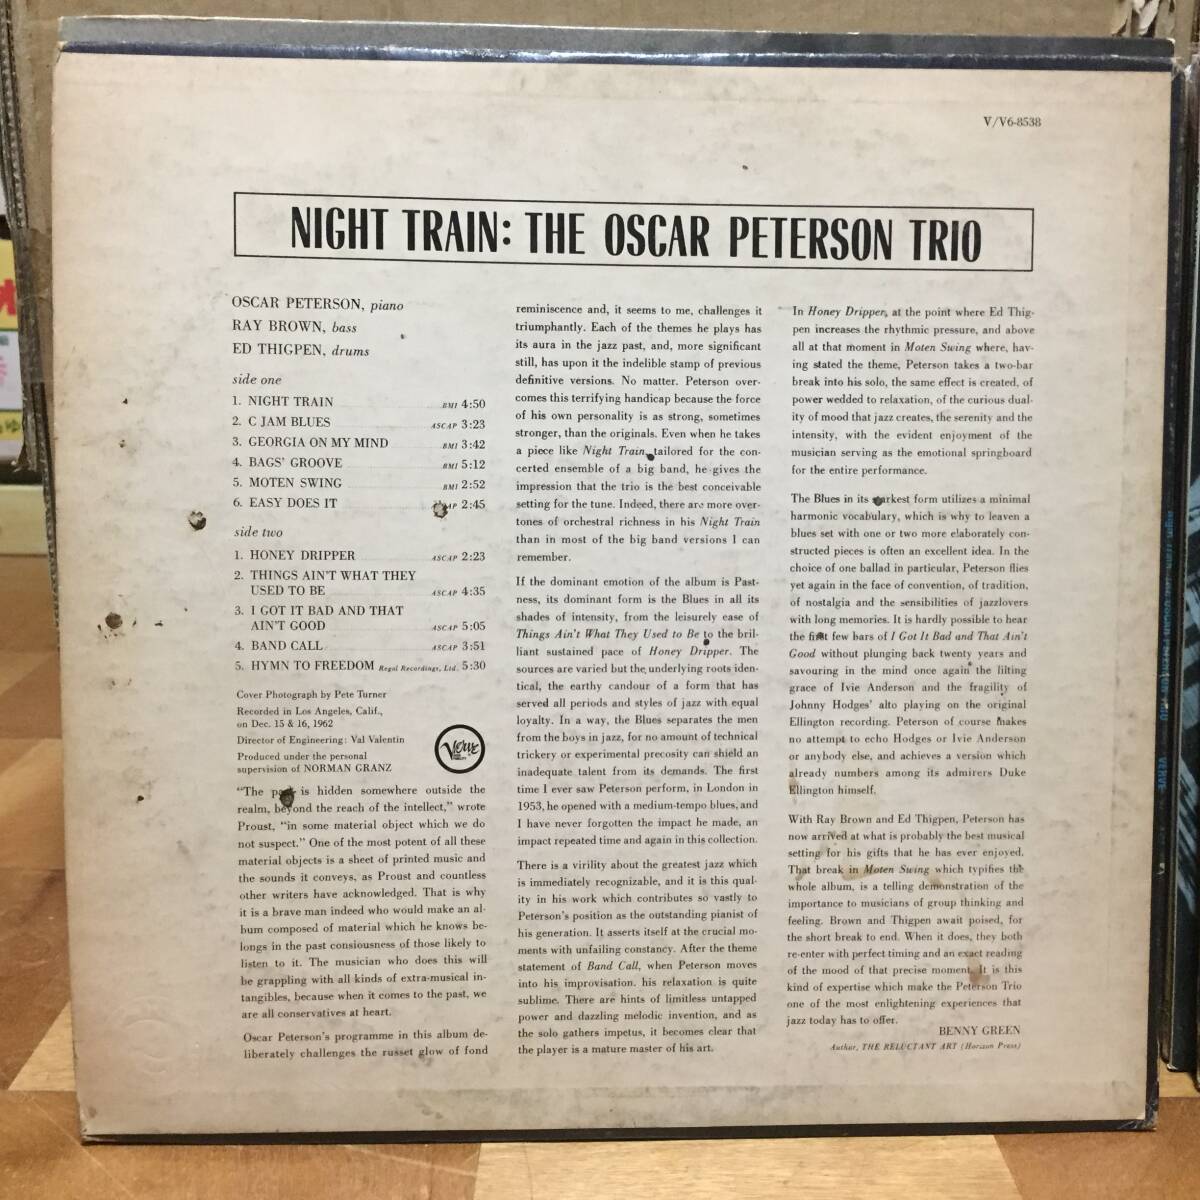 V/V6-8538
NIGHT TRAIN: THE OSCAR PETERSON TRIO
OSCAR PETERSON, piano
RAY BROWN, bass
ED THIGPEN, drums
side one
1. NIGHT TRAIN BMI 4:50
2. C JAM BLUES ASCAP 3:23
3. GEORGIA ON MY MIND BMI 3:42
4. BAGS' GROOVE BMI 5:12
5. MOTEN SWING BMI 2:52
6. EASY DOES IT 2:45
side two
1. HONEY DRIPPER ASCAP 2:23
2. THINGS AIN'T WHAT THEY
USED TO BE ASCAP 4:35
3. I GOT IT BAD AND THAT
AIN'T GOOD ASCAP 5:05
4. BAND CALL ASCAP 3:51
5. HYMN TO FREEDOM Regal Recordings, Ltd. 5:30
Cover Photograph by Pete Turner
Recorded in Los Angeles, Calif.,
on Dec. 15 & 16, 1962
Director of Engineering: Val Valentin
Produced under the personal
supervision of NORMAN GRANZ
Verve
"The past is hidden somewhere outside the
realm, beyond the reach of the intellect," wrote
Proust, "in some material object which we do
not suspect." One of the most potent of all these
material objects is a sheet of printed music and
the sounds it conveys, as Proust and countless
other writers have acknowledged. That is why
it is a brave man indeed who would make an al-
bum composed of material which he knows be-
longs in the past consiousness of those likely to
listen to it. The musician who does this will
be grappling with all kinds of extra-musical in-
tangibles, because when it comes to the past, we
are all conservatives at heart.
Oscar Peterson's programme in this album de-
liberately challenges the russet glow of fond
reminiscence and, it seems to me, challenges it
triumphantly. Each of the themes he plays has
its aura in the jazz past, and, more significant
still, has upon it the indelible stamp of previous
definitive versions. No matter. Peterson over-
comes this terrifying handicap because the force
of his own personality is as strong, sometimes
stronger, than the originals. Even when he takes
a piece like Night Train, tailored for the con-
certed ensemble of a big band, he gives the
impression that the trio is the best conceivable
setting for the tune. Indeed, there are more over-
tones of orchestral richness in his Night Train
than in most of the big band versions I can
remember.
If the dominant emotion of the album is Past-
ness, its dominant form is the Blues in all its
shades of intensity, from the leisurely ease of
Things Ain't What They Used to Be to the bril-
liant sustained pace of Honey Dripper. The
sources are varied but the underlying roots iden-
tical, the earthy candour of a form that has
served all periods and styles of jazz with equal
loyalty. In a way, the Blues separates the men
from the boys in jazz, for no amount of technical
trickery or experimental precosity can shield an
inadequate talent from its demands. The first
time I ever saw Peterson perform, in London in
1953, he opened with a medium-tempo blues, and
I have never forgotten the impact he made, an
impact repeated time and again in this collection.
There is a virility about the greatest jazz which
is immediately recognizable, and it is this qual-
ity in his work which contributes so vastly to
Peterson's position as the outstanding pianist of
his generation. It asserts itself at the crucial mo-
ments with unfailing constancy. After the theme
statement of Band Call, when Peterson moves
into his improvisation. his relaxation is quite
sublime. There are hints of limitless untapped
power and dazzling melodic invention, and as
the solo gathers impetus, it becomes clear that
the player is a mature master of his art.
In Honey Dripper, at the point where Ed Thig-
pen increases the rhythmic pressure, and above
all at that moment in Moten Swing where, hav-
ing stated the theme, Peterson takes a two-bar
break into his solo, the same effect is created, of
power wedded to relaxation, of the curious dual-
ity of mood that jazz creates, the serenity and the
intensity, with the evident enjoyment of the
musician serving as the emotional springboard
for the entire performance.
The Blues in its starkest form utilizes a minimal
harmonic vocabulary, which is why to leaven a
blues set with one or two more elaborately con-
structed pieces is often an excellent idea. In the
choice of one ballad in particular, Peterson flies
yet again in the face of convention, of tradition,
of nostalgia and the sensibilities of jazzlovers
with long memories. It is hardly possible to hear
the first few bars of I Got It Bad and That Ain't
Good without plunging back twenty years and
savouring in the mind once again the lilting
grace of Ivie Anderson and the fragility of
Johnny Hodges' alto playing on the original
Ellington recording. Peterson of course makes
no attempt to echo Hodges or Ivie Anderson
or anybody else, and achieves a version which
already numbers among its admirers Duke
Ellington himself.
With Ray Brown and Ed Thigpen, Peterson has
now arrived at what is probably the best musical
setting for his gifts that he has ever enjoyed.
That break in Moten Swing which typifies the
whole album, is a telling demonstration of the
importance to musicians of group thinking and
feeling. Brown and Thigpen await poised, for
the short break to end. When it does, they both
re-enter with perfect timing and an exact reading
of the mood of that precise moment. It is this
kind of expertise which make the Peterson Trio
one of the most enlightening experiences that
jazz today has to offer.
BENNY GREEN
Author, THE RELUCTANT ART (Horizon Press)